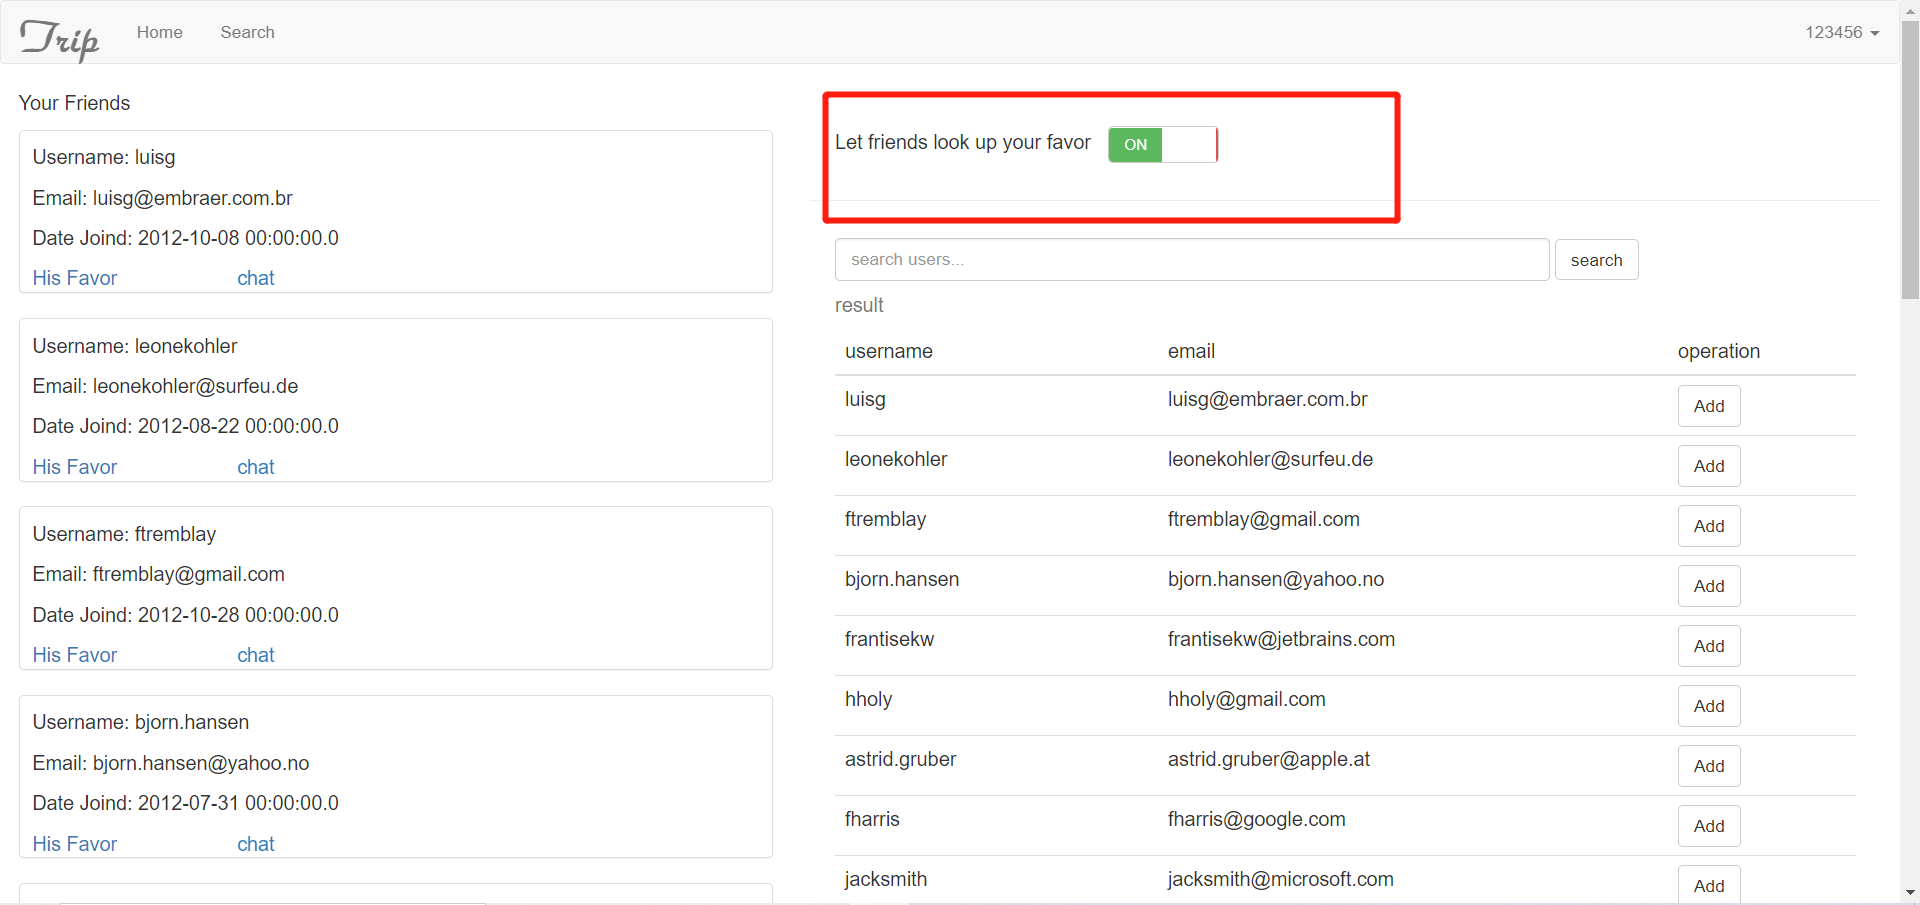 Trip Home Search 123456
Your Friends
Username: luisg
Email: luisg@embraer.com.br
Date Joind: 2012-10-08 00:00:00.0
His Favor chat
Username: leonekohler
Email: leonekohler@surfeu.de
Date Joind: 2012-08-22 00:00:00.0
His Favor chat
Username: ftremblay
Email: ftremblay@gmail.com
Date Joind: 2012-10-28 00:00:00.0
His Favor chat
Username: bjorn.hansen
Email: bjorn.hansen@yahoo.no
Date Joind: 2012-07-31 00:00:00.0
His Favor chat
Let friends look up your favor ON
search users... search
result
username email operation
luisg luisg@embraer.com.br Add
leonekohler leonekohler@surfeu.de Add
ftremblay ftremblay@gmail.com Add
bjorn.hansen bjorn.hansen@yahoo.no Add
frantisekw frantisekw@jetbrains.com Add
hholy hholy@gmail.com Add
astrid.gruber astrid.gruber@apple.at Add
fharris fharris@google.com Add
jacksmith jacksmith@microsoft.com Add